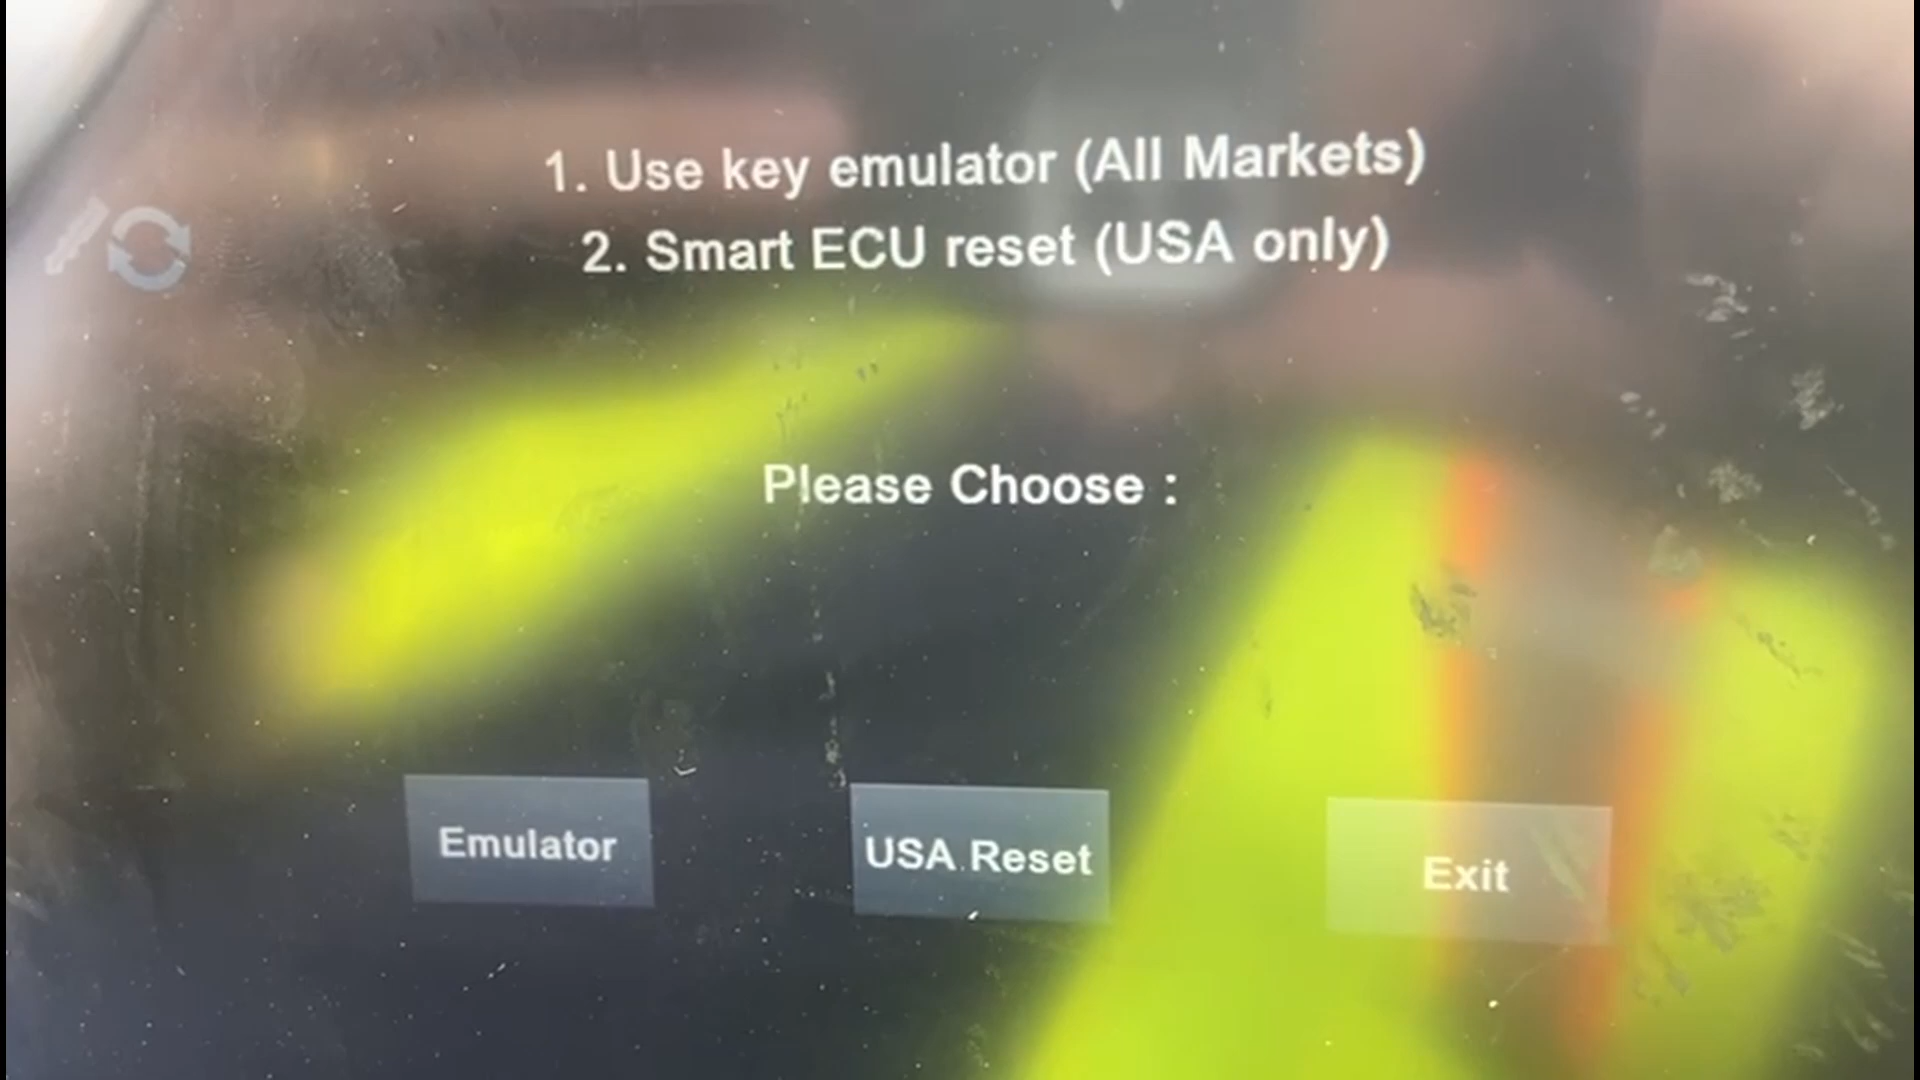 1. Use key emulator (All Markets)
2. Smart ECU reset (USA only)
Please Choose :
Emulator
USA Reset
Exit